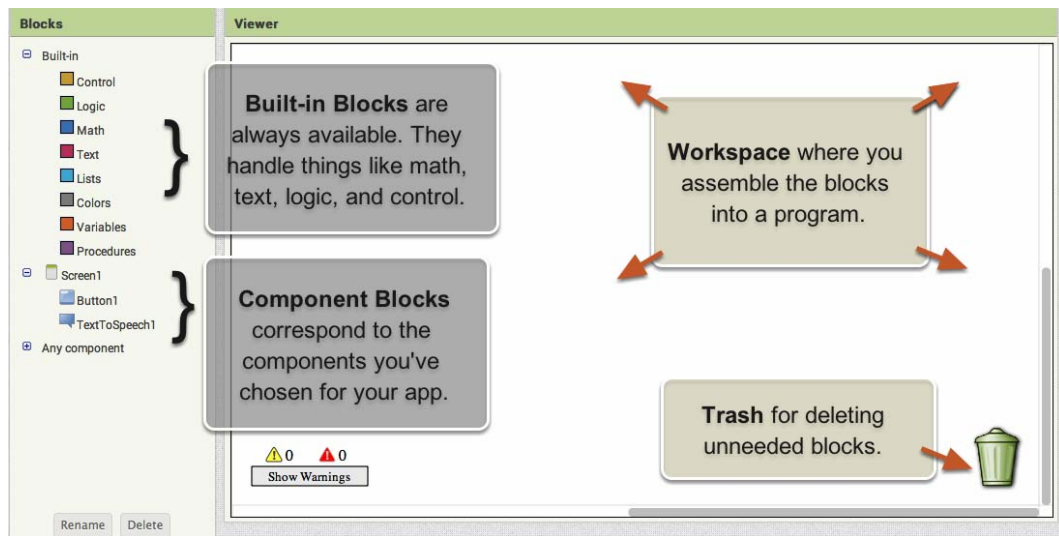 Blocks
Built-in
Control
Logic
Math
Text
Lists
Colors
Variables
Procedures
Screen1
Button1
TextToSpeech1
Any component
Rename Delete
Viewer
Built-in Blocks are
always available. They
handle things like math,
text, logic, and control.
Component Blocks
correspond to the
components you've
chosen for your app.
Workspace where you
assemble the blocks
into a program.
Trash for deleting
unneeded blocks.
0 0
Show Warnings